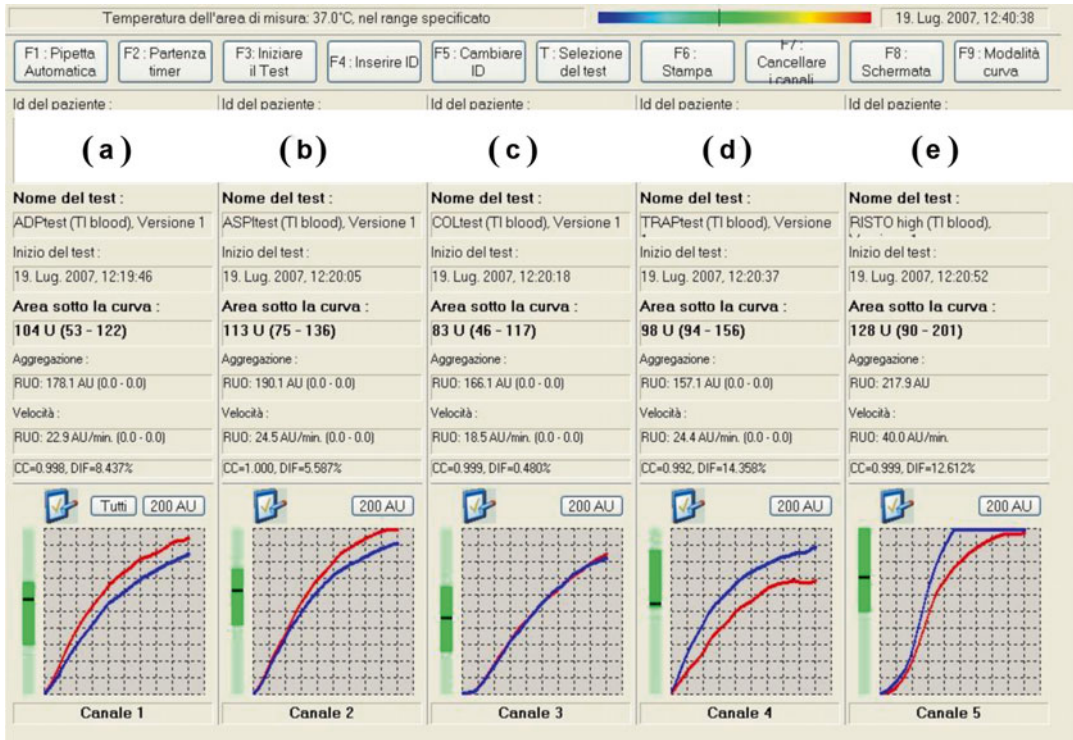 Temperatura dell'area di misura: 37.0°C, nel range specificato
19. Lug. 2007, 12:40:38
F1 : Pipetta Automatica
F2 : Partenza timer
F3: Iniziare il Test
F4 : Inserire ID
F5 : Cambiare ID
T : Selezione del test
F6 : Stampa
F7 : Cancellare i canali
F8 : Schermata
F9 : Modalità curva
Id del paziente :
(a)
Nome del test :
ADPtest (TI blood), Versione 1
Inizio del test :
19. Lug. 2007, 12:19:46
Area sotto la curva :
104 U (53 - 122)
Aggregazione :
RUO: 178.1 AU (0.0 - 0.0)
Velocità :
RUO: 22.9 AU/min. (0.0 - 0.0)
CC=0.998, DIF=8.437%
Tutti
200 AU
Canale 1
Id del paziente :
(b)
Nome del test :
ASPItest (TI blood), Versione 1
Inizio del test :
19. Lug. 2007, 12:20:05
Area sotto la curva :
113 U (75 - 136)
Aggregazione :
RUO: 190.1 AU (0.0 - 0.0)
Velocità :
RUO: 24.5 AU/min. (0.0 - 0.0)
CC=1.000, DIF=5.587%
200 AU
Canale 2
Id del paziente :
(c)
Nome del test :
COLtest (TI blood), Versione 1
Inizio del test :
19. Lug. 2007, 12:20:18
Area sotto la curva :
83 U (46 - 117)
Aggregazione :
RUO: 166.1 AU (0.0 - 0.0)
Velocità :
RUO: 18.5 AU/min. (0.0 - 0.0)
CC=0.999, DIF=0.480%
200 AU
Canale 3
Id del paziente :
(d)
Nome del test :
TRAPtest (TI blood), Versione
Inizio del test :
19. Lug. 2007, 12:20:37
Area sotto la curva :
98 U (94 - 156)
Aggregazione :
RUO: 157.1 AU (0.0 - 0.0)
Velocità :
RUO: 24.4 AU/min. (0.0 - 0.0)
CC=0.992, DIF=14.358%
200 AU
Canale 4
Id del paziente :
(e)
Nome del test :
RISTO high (TI blood),
Inizio del test :
19. Lug. 2007, 12:20:52
Area sotto la curva :
128 U (90 - 201)
Aggregazione :
RUO: 217.9 AU
Velocità :
RUO: 40.0 AU/min.
CC=0.999, DIF=12.612%
200 AU
Canale 5